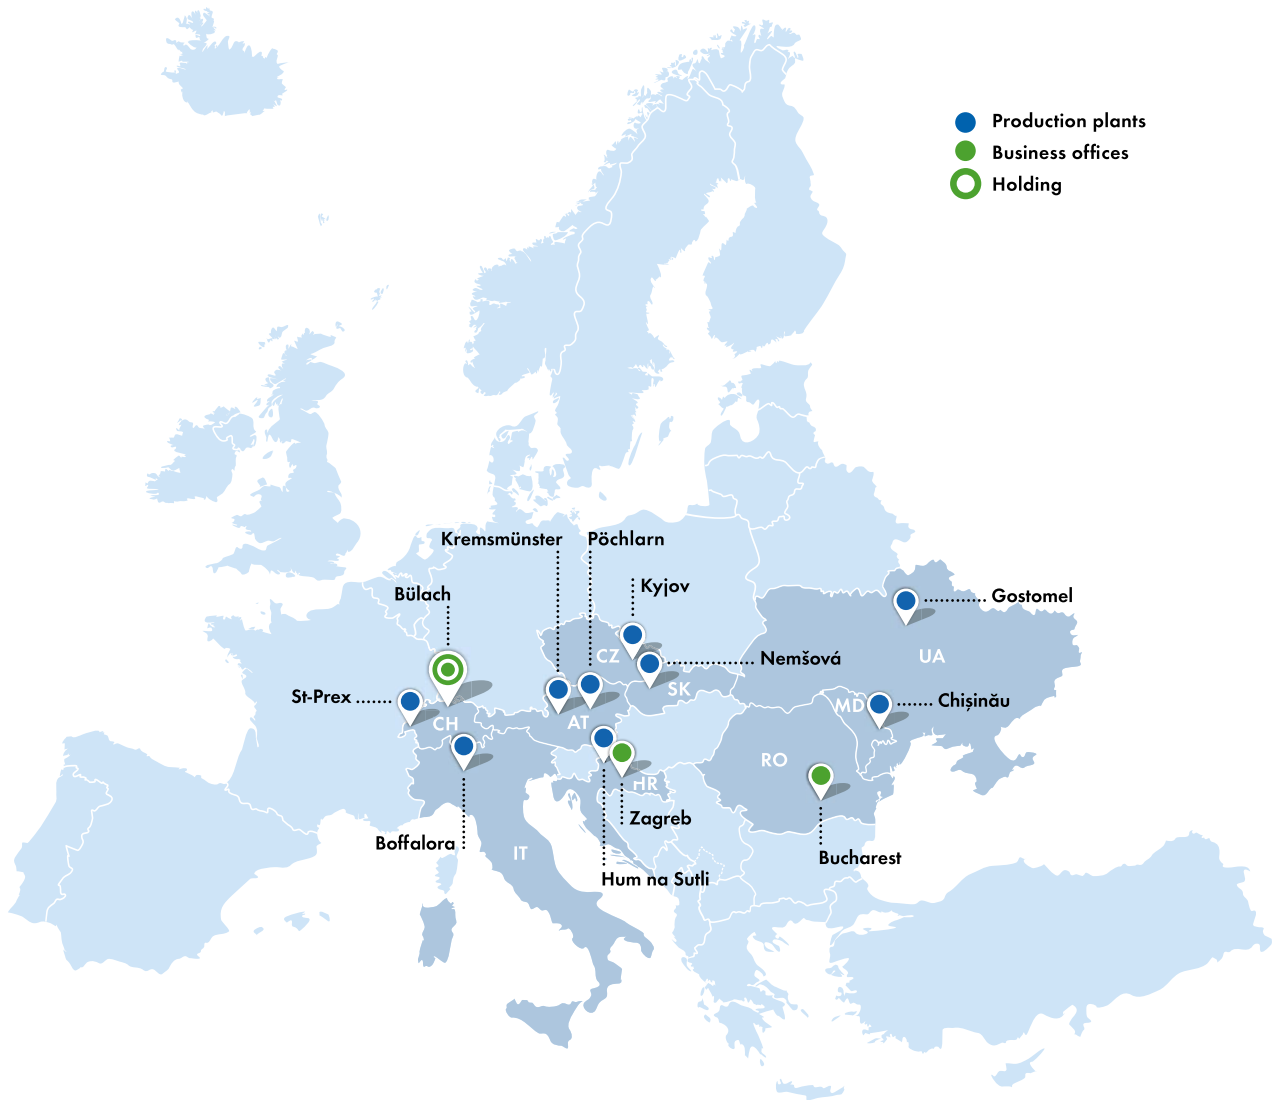 Production plants
Business offices
Holding
Kremsmünster
Pöchlarn
Kyjov
Bülach
Gostomel
CZ
UA
Nemšová
SK
St-Prex
MD
Chișinău
CH
AT
RO
HR
Zagreb
Boffalora
IT
Bucharest
Hum na Sutli